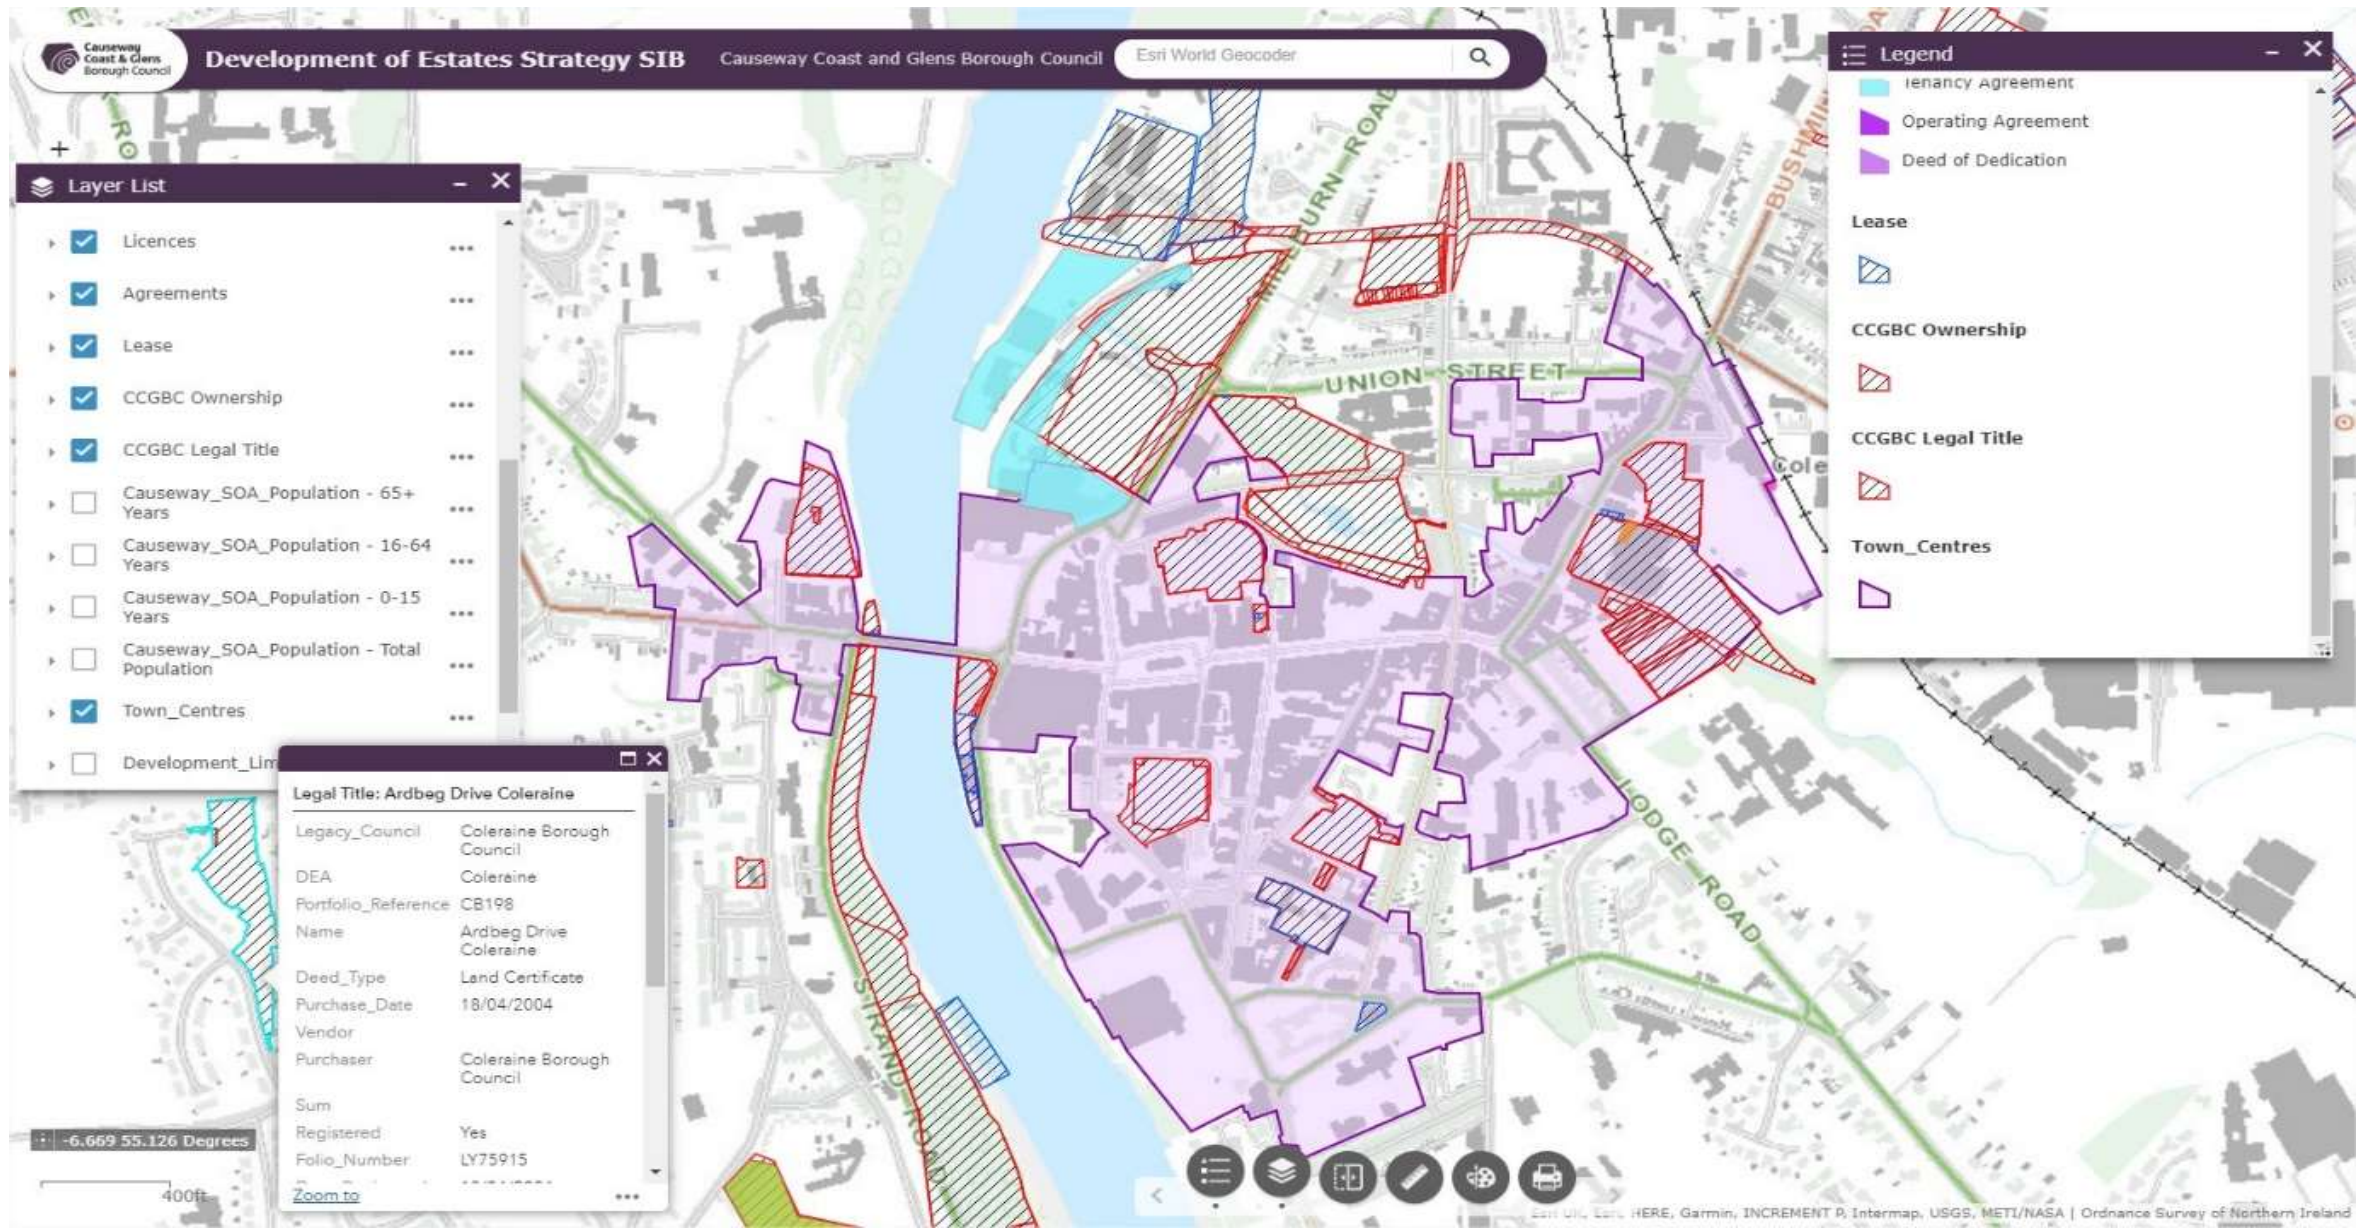 Causeway
Coast & Glens
Borough Council
Development of Estates Strategy SIB
Causeway Coast and Glens Borough Council
Esri World Geocoder
Layer List
Licences
Agreements
Lease
CCGBC Ownership
CCGBC Legal Title
Causeway_SOA_Population - 65+
Years
Causeway_SOA_Population - 16-64
Years
Causeway_SOA_Population - 0-15
Years
Causeway_SOA_Population - Total
Population
Town_Centres
Development_Lim
Legal Title: Ardbeg Drive Coleraine
Legacy_Council Coleraine Borough
Council
DEA Coleraine
Portfolio_Reference CB198
Name Ardbeg Drive
Coleraine
Deed_Type Land Certificate
Purchase_Date 18/04/2004
Vendor
Purchaser Coleraine Borough
Council
Sum
Registered Yes
Folio_Number LY75915
Zoom to
-6.669 55.126 Degrees
400ft
Legend
Tenancy Agreement
Operating Agreement
Deed of Dedication
Lease
CCGBC Ownership
CCGBC Legal Title
Town_Centres
UNION STREET
LODGE ROAD
STRAND ROAD
BUSHMI
Cole
HERE, Garmin, INCREMENT P, Intermap, USGS, METI/NASA | Ordnance Survey of Northern Ireland